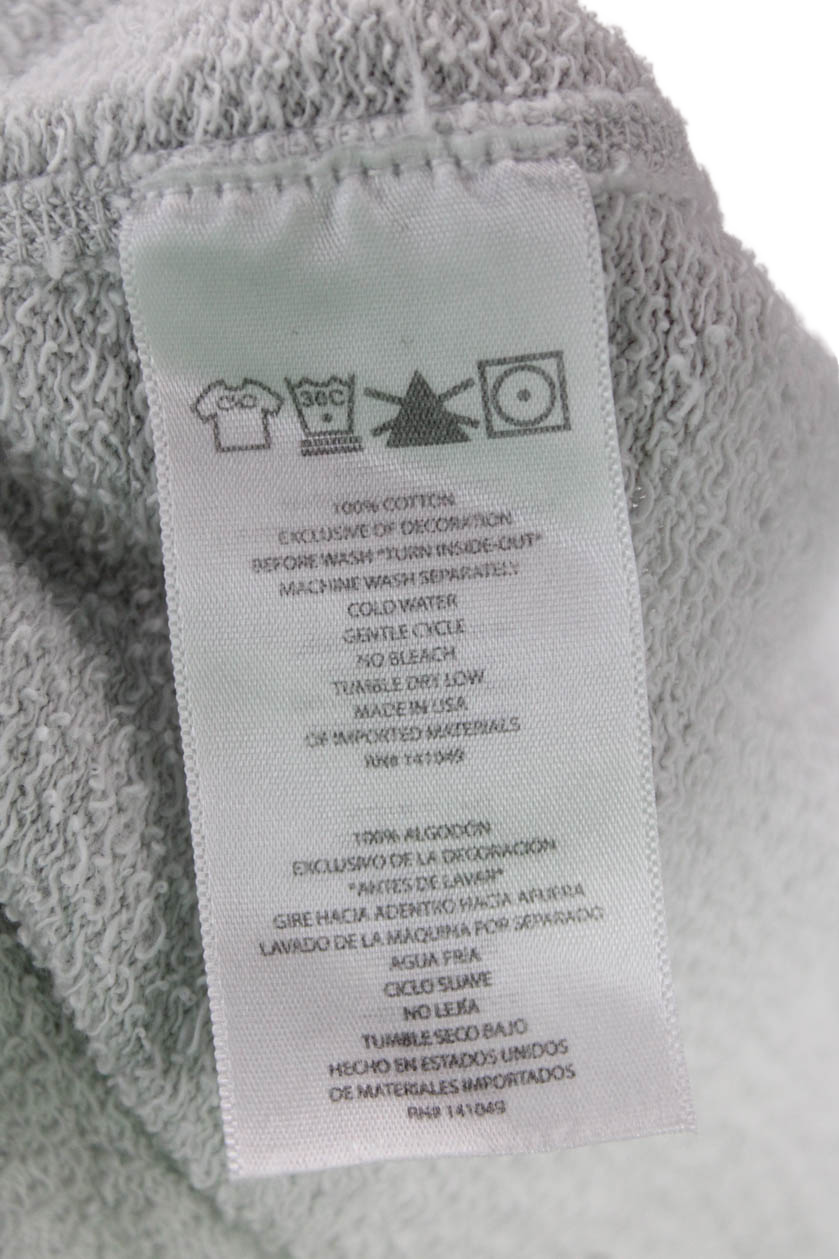 30C
100% COTTON
EXCLUSIVE OF DECORATION
BEFORE WASH "TURN INSIDE-OUT"
MACHINE WASH SEPARATELY
COLD WATER
GENTLE CYCLE
NO BLEACH
TUMBLE DRY LOW
MADE IN USA
OF IMPORTED MATERIALS
RN# 141049
100% ALGODÓN
EXCLUSIVO DE LA DECORACIÓN
"ANTES DE LAVAR"
GIRE HACIA ADENTRO HACIA AFUERA
LAVADO DE LA MÁQUINA POR SEPARADO
AGUA FRÍA
CICLO SUAVE
NO LEJÍA
TUMBLE SECO BAJO
HECHO EN ESTADOS UNIDOS
DE MATERIALES IMPORTADOS
RN# 141049